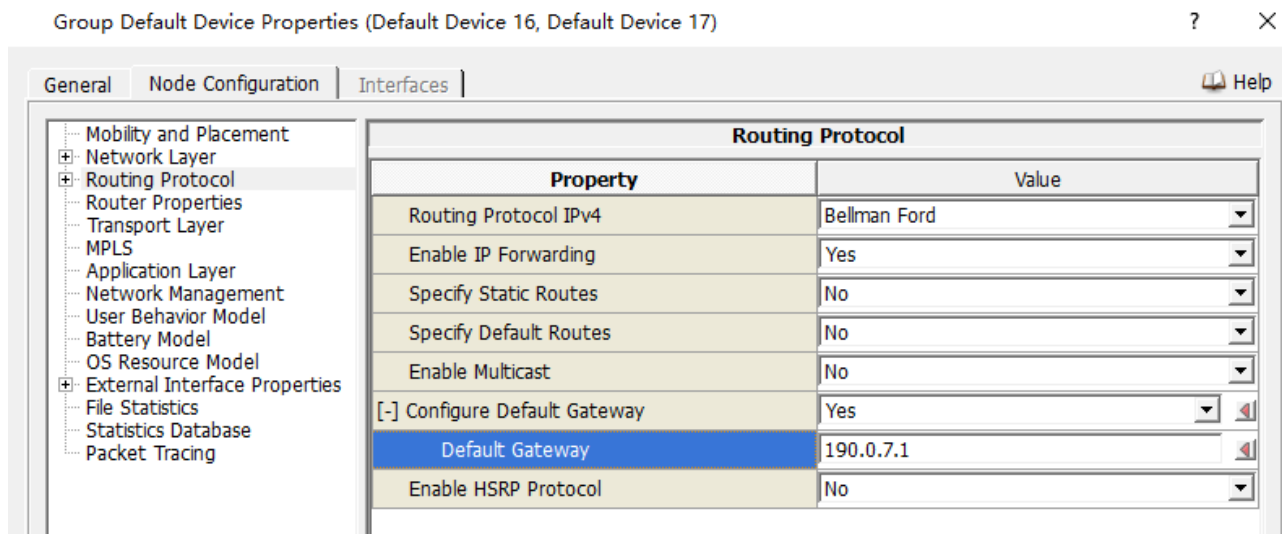 Group Default Device Properties (Default Device 16, Default Device 17) ?
General Node Configuration Interfaces Help
Mobility and Placement
Network Layer
Routing Protocol
Router Properties
Transport Layer
MPLS
Application Layer
Network Management
User Behavior Model
Battery Model
OS Resource Model
External Interface Properties
File Statistics
Statistics Database
Packet Tracing
Routing Protocol
Property Value
Routing Protocol IPv4 Bellman Ford
Enable IP Forwarding Yes
Specify Static Routes No
Specify Default Routes No
Enable Multicast No
[-] Configure Default Gateway Yes
Default Gateway 190.0.7.1
Enable HSRP Protocol No